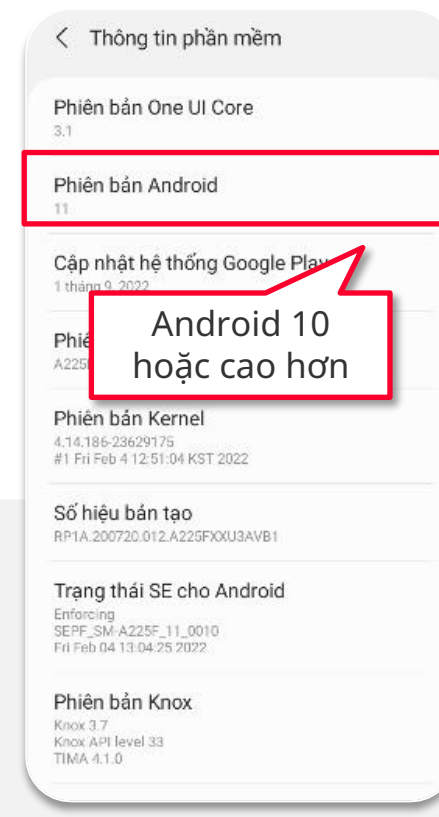 Thông tin phần mềm
Phiên bản One UI Core
3.1
Phiên bản Android
11
Cập nhật hệ thống Google Play
1 tháng 9, 2022
Android 10
hoặc cao hơn
A225
Phiên bản Kernel
4.14.186-23629175
#1 Fri Feb 4 12:51:04 KST 2022
Số hiệu bản tạo
RP1A.200720.012.A225FXXU3AVB1
Trạng thái SE cho Android
Enforcing
SEPF_SM-A225F_11_0010
Fri Feb 04 13:04:25 2022
Phiên bản Knox
Knox 3.7
Knox API level 33
TIMA 4.1.0